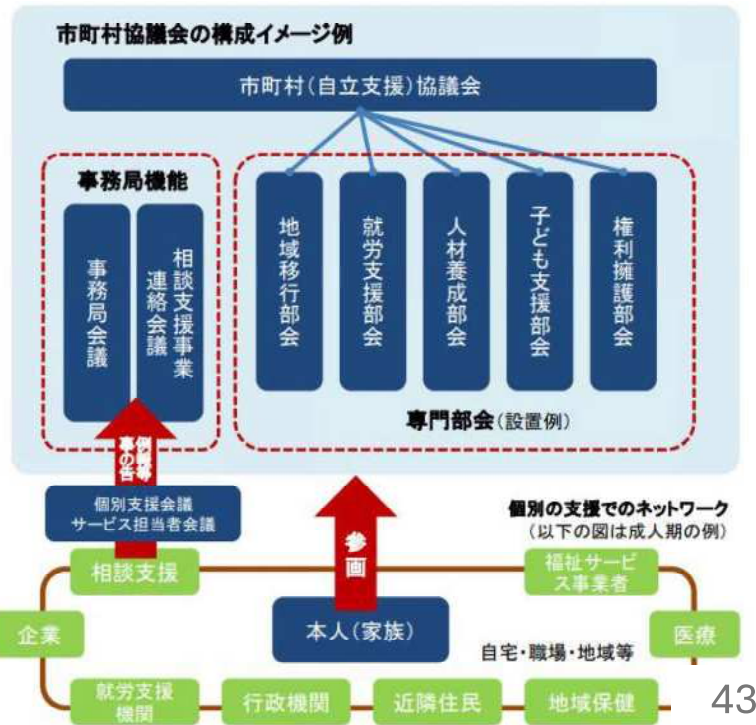 市町村協議会の構成イメージ例
市町村(自立支援)協議会
事務局機能
事務局会議
相談支援事業
連絡会議
地域移行部会
就労支援部会
人材養成部会
子ども支援部会
権利擁護部会
専門部会(設置例)
個別支援会議
サービス担当者会議
参画
個別の支援でのネットワーク
(以下の図は成人期の例)
相談支援
福祉サービ
ス事業者
企業
本人(家族)
自宅・職場・地域等
医療
就労支援
機関
行政機関
近隣住民
地域保健
43